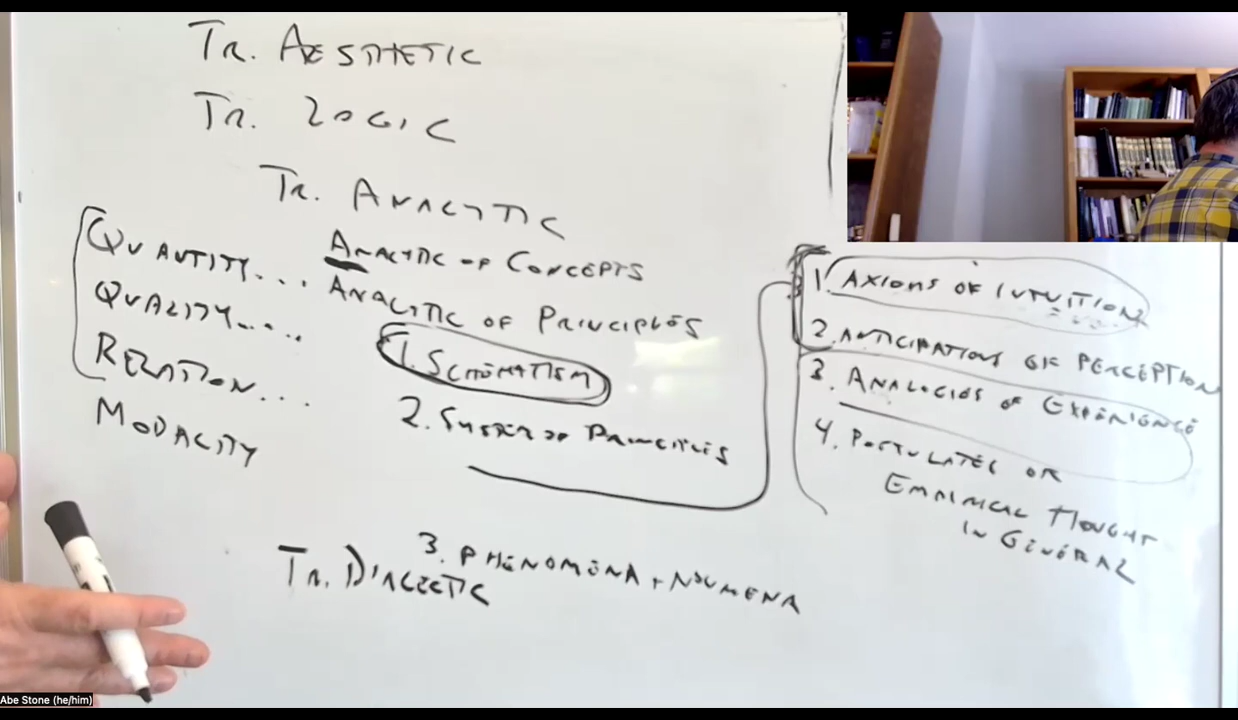 Tr. AESTHETIC
Tr. LOGIC
Tr. ANALYTIC
QUANTITY...
QUALITY.....
RELATION...
MODALITY
ANALYTIC OF CONCEPTS
ANALYTIC OF PRINCIPLES
1. SCHEMATISM
2. SYSTEM OF PRINCIPLES
3. PHENOMENA + NOUMENA
Tr. DIALECTIC
1. AXIOMS OF INTUITION
2. ANTICIPATIONS OF PERCEPTION
3. ANALOGIES OF EXPERIENCE
4. POSTULATES OF
EMPIRICAL THOUGHT
IN GENERAL
Abe Stone (he/him)